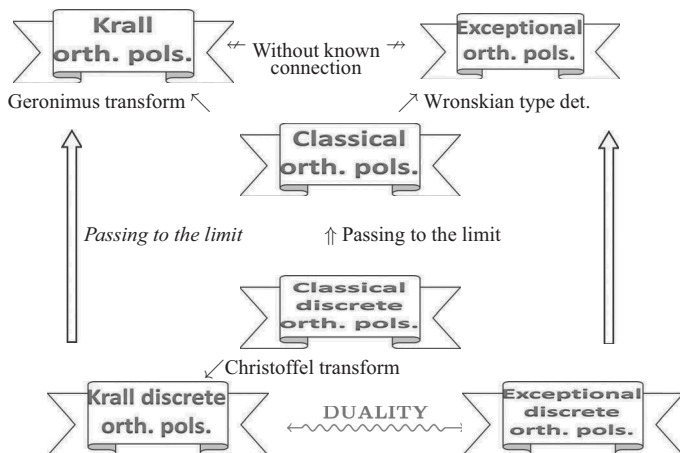 Krall
orth. pols.
Without known
connection
Exceptional
orth. pols.
Geronimus transform
Wronskian type det.
Classical
orth. pols.
Passing to the limit
Passing to the limit
Classical
discrete
orth. pols.
Christoffel transform
Krall discrete
orth. pols.
DUALITY
Exceptional
discrete
orth. pols.